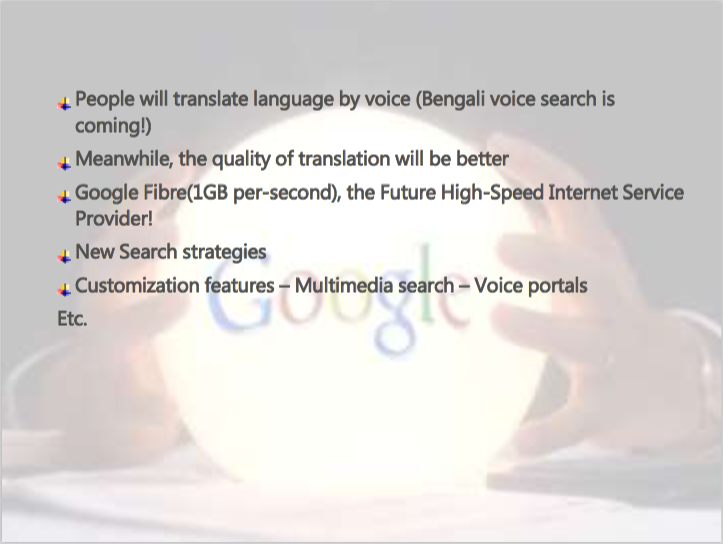 People will translate language by voice (Bengali voice search is
coming!)
Meanwhile, the quality of translation will be better
Google Fibre(1GB per-second), the Future High-Speed Internet Service
Provider!
New Search strategies
Customization features – Multimedia search – Voice portals
Etc.
Google